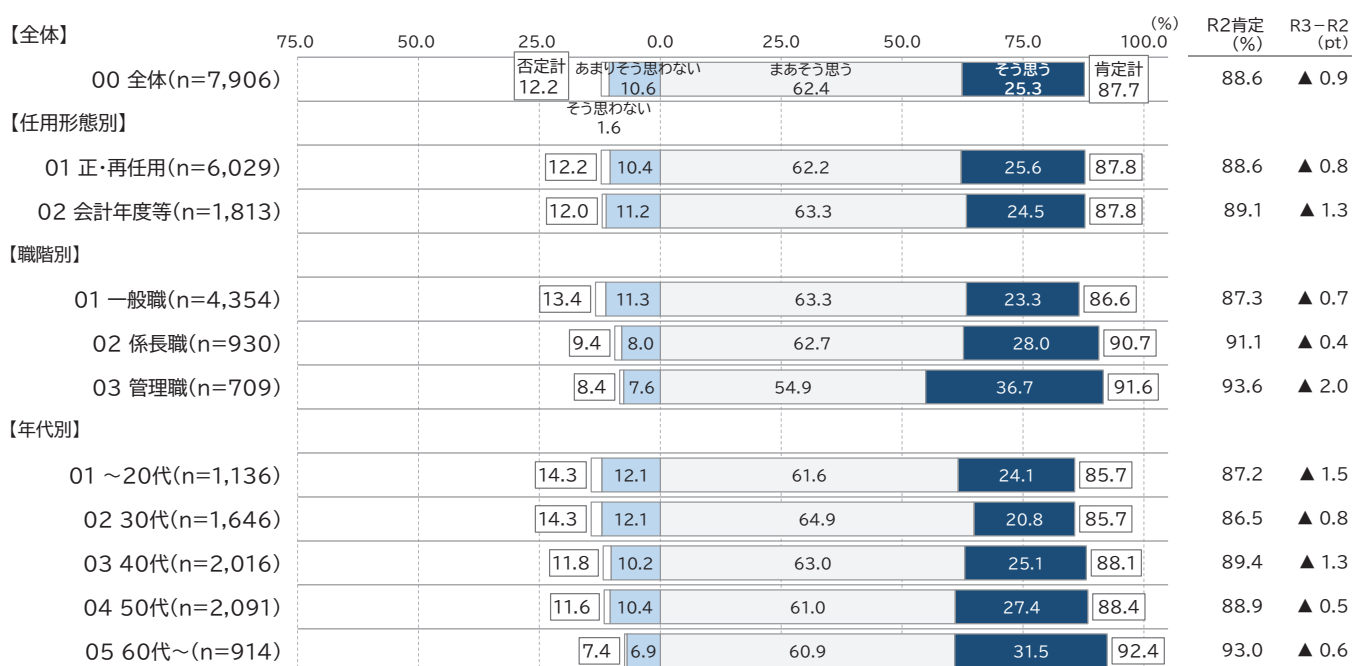 【全体】
75.0 50.0 25.0 0.0 25.0 50.0 75.0 100.0 (%) R2肯定(%) R3-R2(pt)
00 全体(n=7,906) 否定計 12.2 あまりそう思わない 10.6 まあそう思う 62.4 そう思う 25.3 肯定計 87.7 88.6 ▲ 0.9
そう思わない
1.6
【任用形態別】
01 正・再任用(n=6,029) 12.2 10.4 62.2 25.6 87.8 88.6 ▲ 0.8
02 会計年度等(n=1,813) 12.0 11.2 63.3 24.5 87.8 89.1 ▲ 1.3
【職階別】
01 一般職(n=4,354) 13.4 11.3 63.3 23.3 86.6 87.3 ▲ 0.7
02 係長職(n=930) 9.4 8.0 62.7 28.0 90.7 91.1 ▲ 0.4
03 管理職(n=709) 8.4 7.6 54.9 36.7 91.6 93.6 ▲ 2.0
【年代別】
01 ～20代(n=1,136) 14.3 12.1 61.6 24.1 85.7 87.2 ▲ 1.5
02 30代(n=1,646) 14.3 12.1 64.9 20.8 85.7 86.5 ▲ 0.8
03 40代(n=2,016) 11.8 10.2 63.0 25.1 88.1 89.4 ▲ 1.3
04 50代(n=2,091) 11.6 10.4 61.0 27.4 88.4 88.9 ▲ 0.5
05 60代～(n=914) 7.4 6.9 60.9 31.5 92.4 93.0 ▲ 0.6